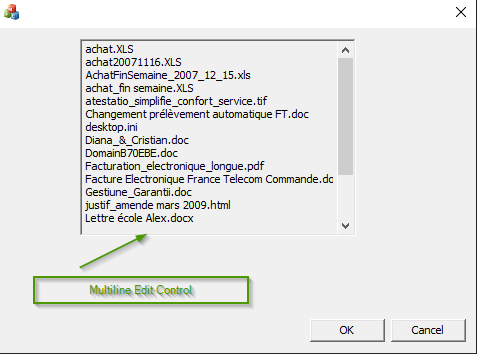 achat.XLS
achat20071116.XLS
AchatFinSemaine_2007_12_15.xls
achat_fin semaine.XLS
atestatio_simplifie_confort_service.tif
Changement prélèvement automatique FT.doc
desktop.ini
Diana_&_Cristian.doc
DomainB70EBE.doc
Facturation_electronique_longue.pdf
Facture Electronique France Telecom Commande.do
Gestiune_Garantii.doc
justif_amende mars 2009.html
Lettre école Alex.docx
Multiline Edit Control
OK
Cancel